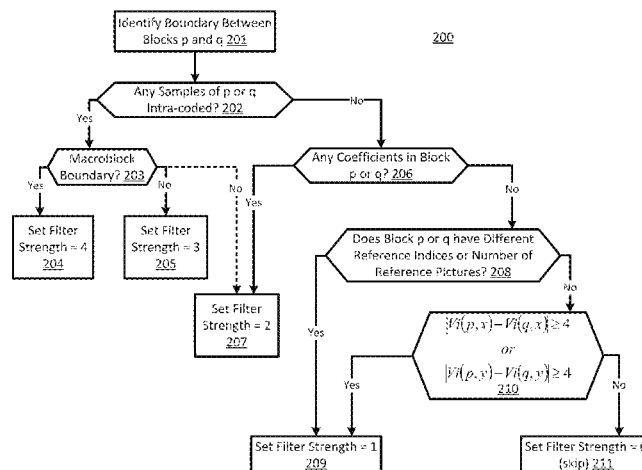 Identify Boundary Between
Blocks p and q 201
200
Any Samples of p or q
Intra-coded? 202
Yes
No
Macroblock
Boundary? 203
Any Coefficients in Block
p or q? 206
Yes
No
No
Yes
No
Set Filter
Strength = 4
204
Set Filter
Strength = 3
205
Does Block p or q have Different
Reference Indices or Number of
Reference Pictures? 208
Set Filter
Strength = 2
207
Yes
No
|Vi(p,x)−Vi(q,x)| ≥ 4
or
|Vi(p,y)−Vi(q,y)| ≥ 4
210
Yes
No
Set Filter Strength = 1
209
Set Filter Strength =
(skip) 211